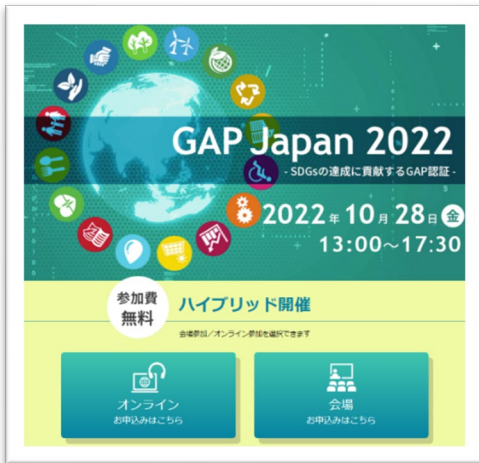 GAP Japan 2022
- SDGsの達成に貢献するGAP認証 -
2022年10月28日金
13:00～17:30
参加費
無料
ハイブリッド開催
会場参加／オンライン参加を選択できます
オンライン
お申込みはこちら
会場
お申込みはこちら